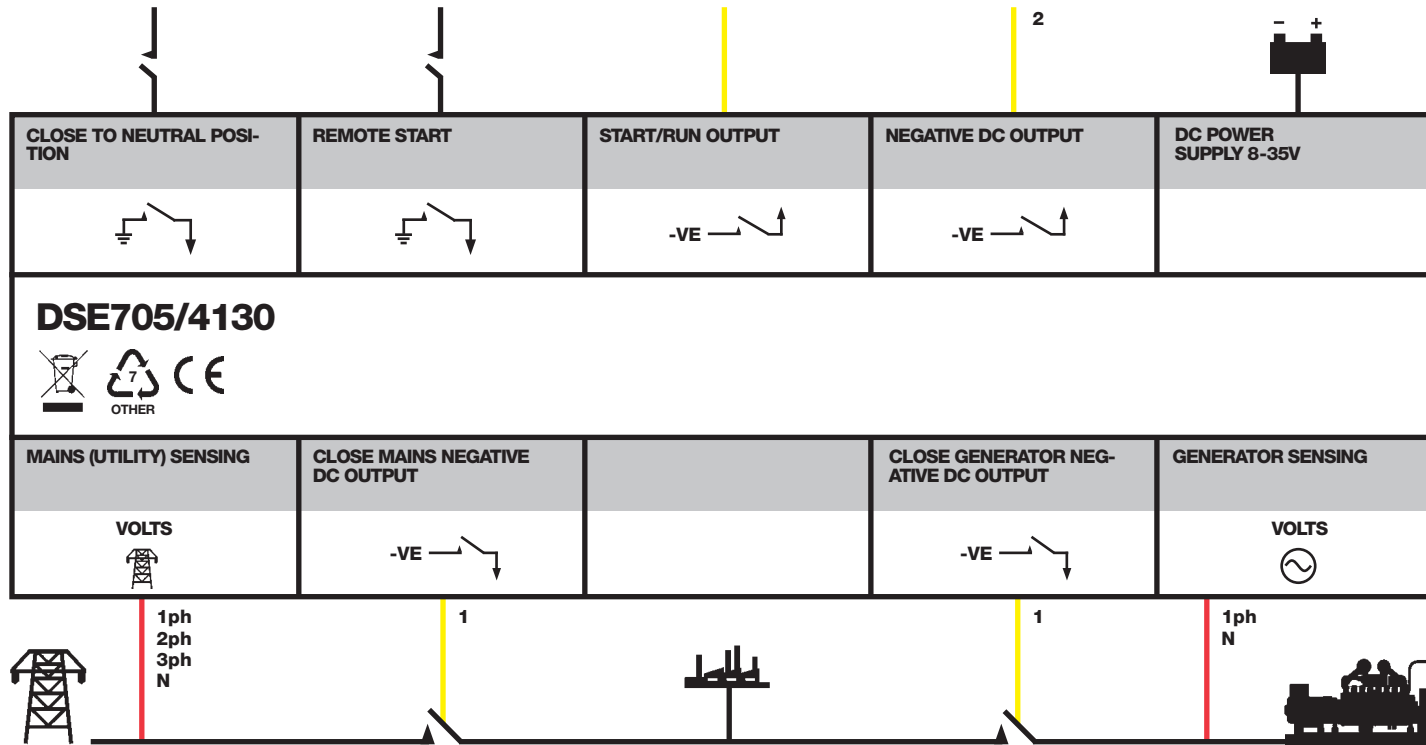 2
- +
CLOSE TO NEUTRAL POSI-
TION
REMOTE START
START/RUN OUTPUT
NEGATIVE DC OUTPUT
DC POWER
SUPPLY 8-35V
-VE
-VE
DSE705/4130
7
CE
OTHER
MAINS (UTILITY) SENSING
CLOSE MAINS NEGATIVE
DC OUTPUT
CLOSE GENERATOR NEG-
ATIVE DC OUTPUT
GENERATOR SENSING
VOLTS
-VE
-VE
VOLTS
1ph
2ph
3ph
N
1
1
1ph
N